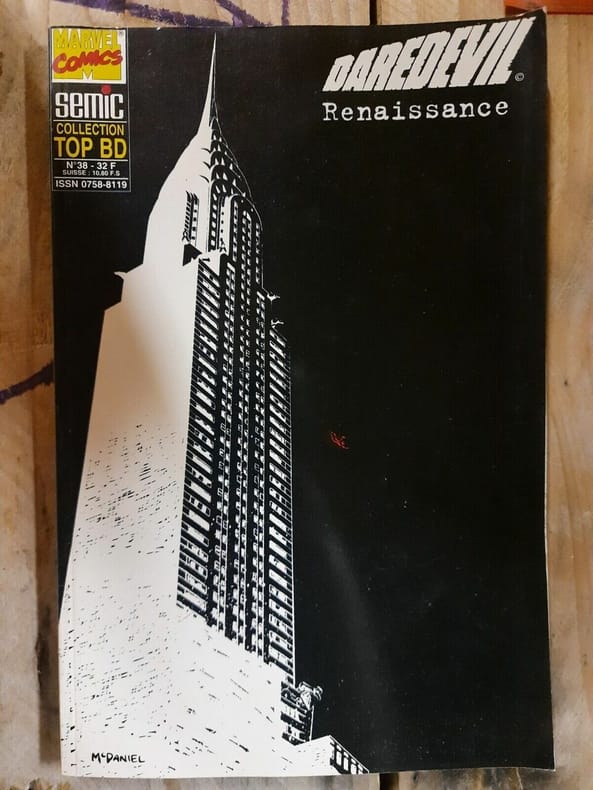 MARVEL
COMICS
M
semic
COLLECTION
TOP BD
N°38 - 32 F
SUISSE : 10,80 F.S
ISSN 0758-8119
DAREDEVIL ©
Renaissance
McDANIEL